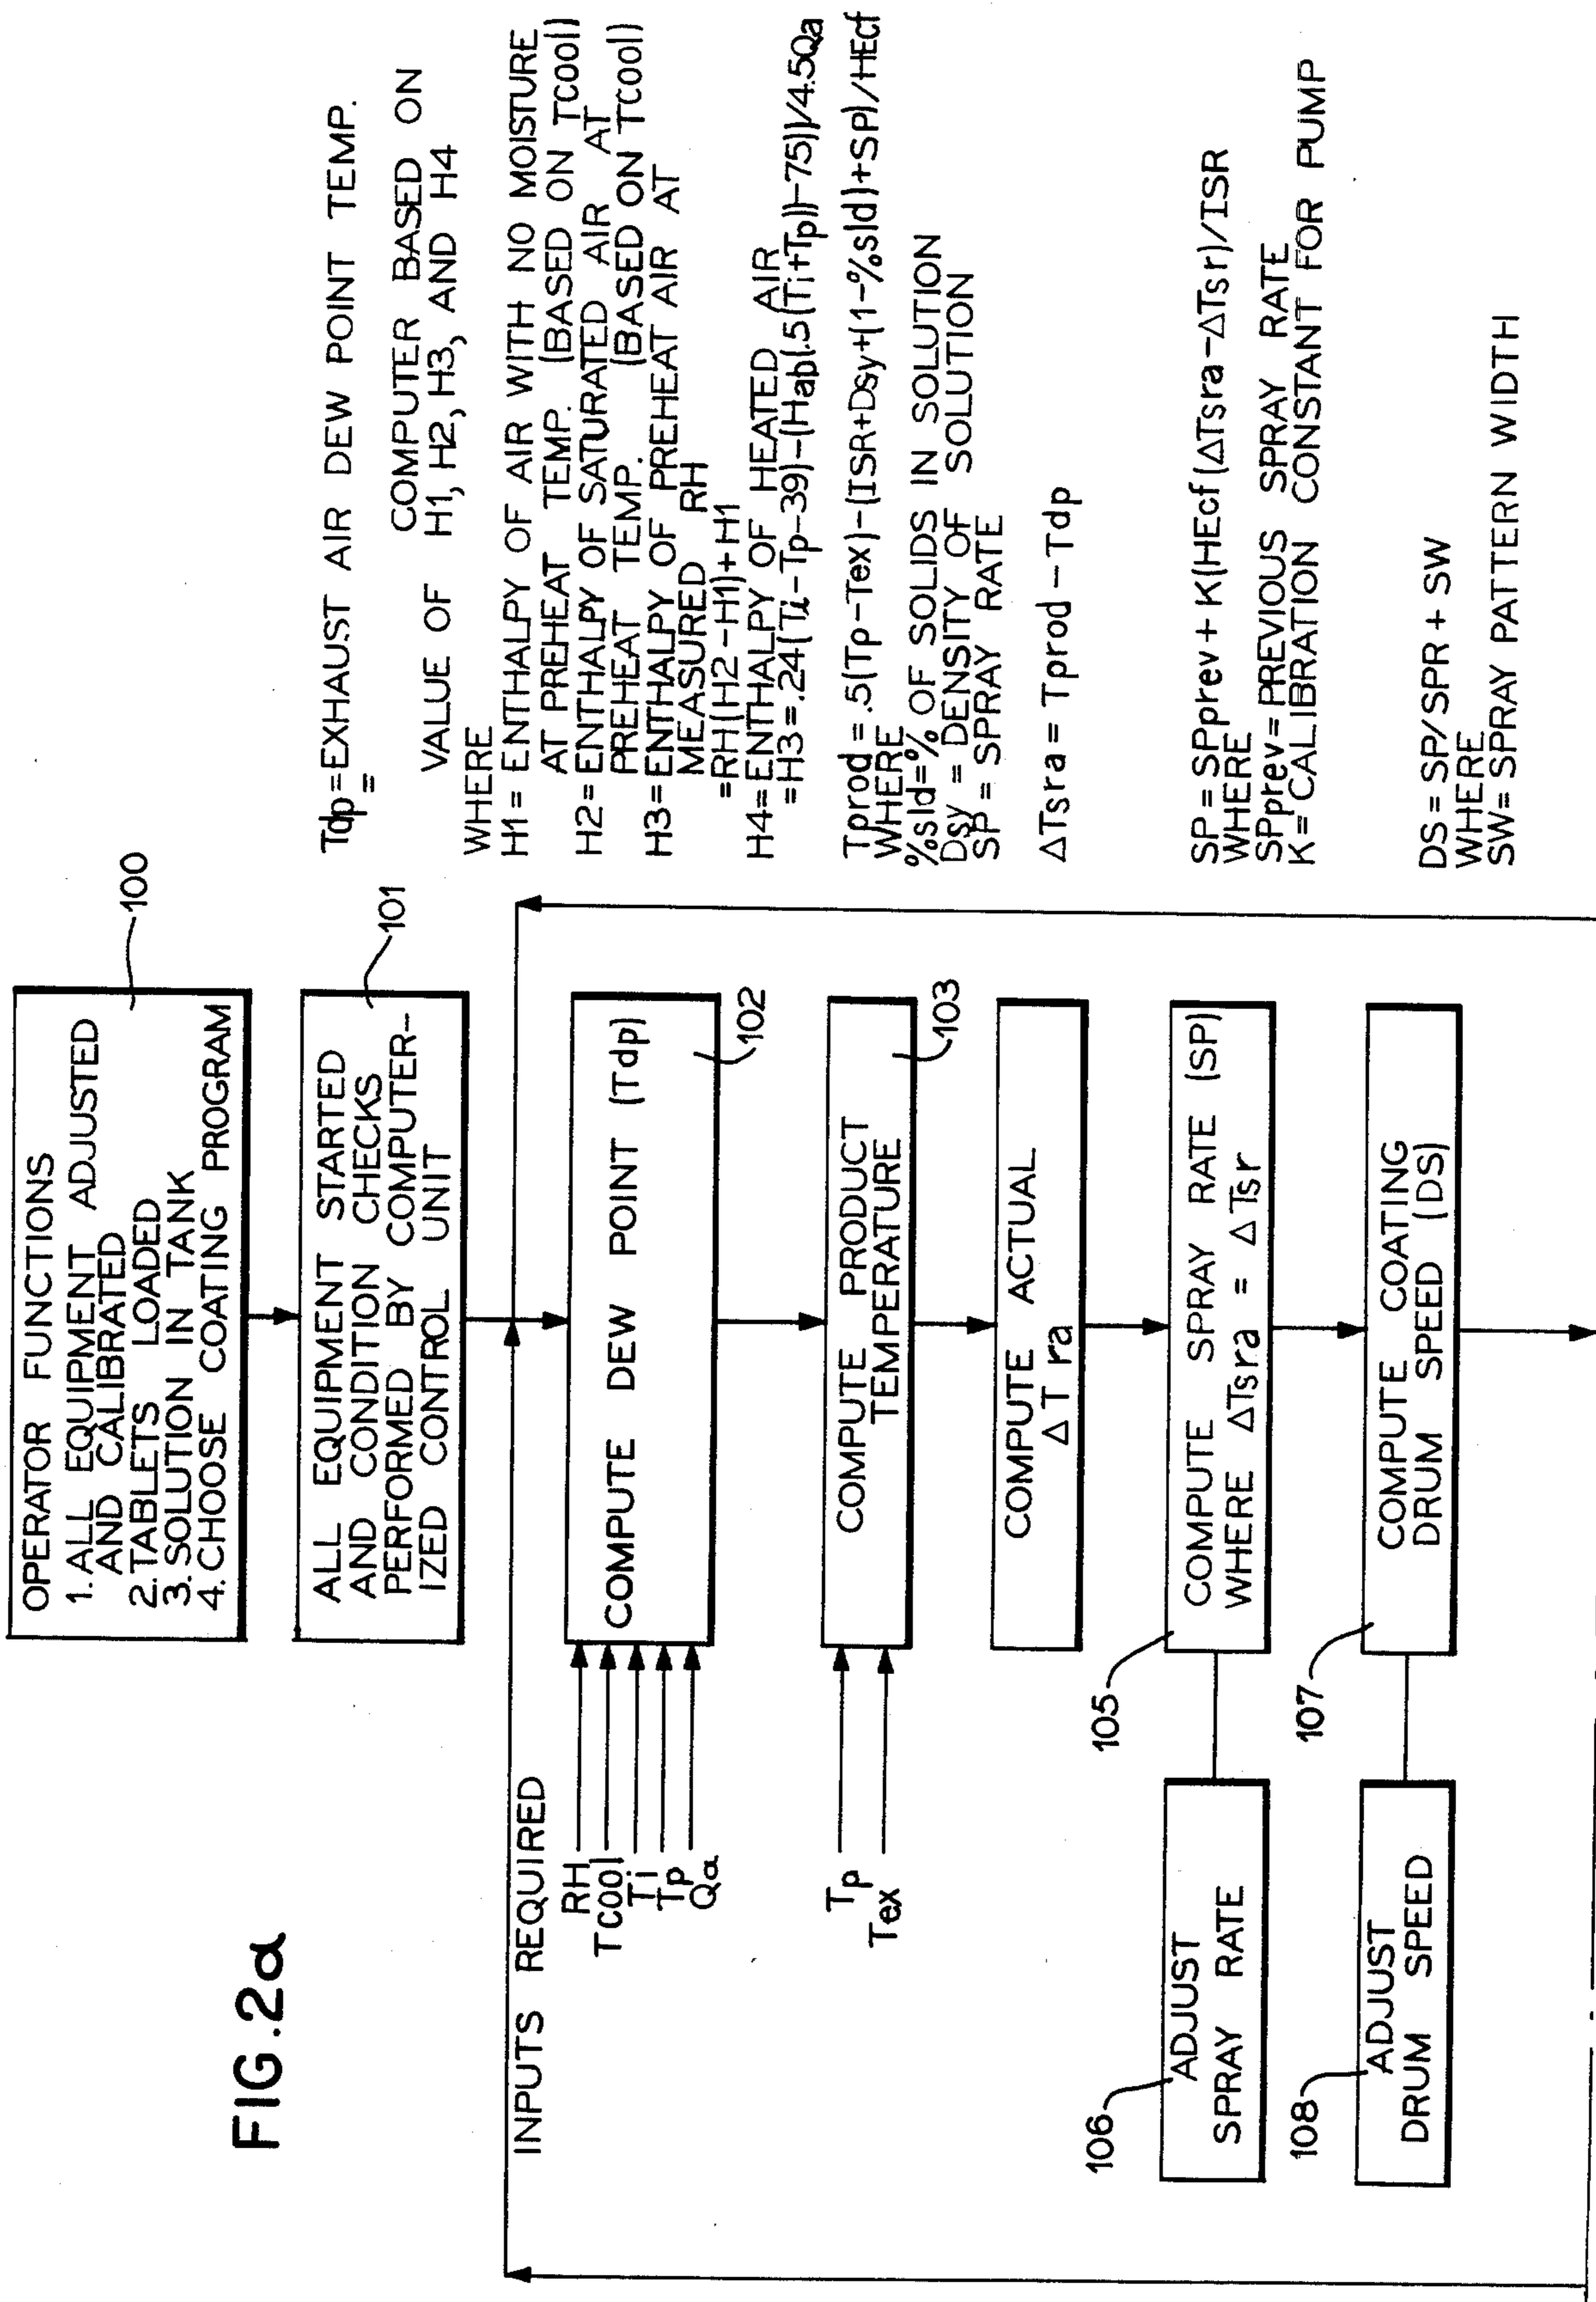 FIG.2a
OPERATOR FUNCTIONS
1. ALL EQUIPMENT ADJUSTED
AND CALIBRATED
2. TABLETS LOADED
3. SOLUTION IN TANK
4. CHOOSE COATING PROGRAM
100
ALL EQUIPMENT STARTED
AND CONDITION CHECKS
PERFORMED BY COMPUTER-
IZED CONTROL UNIT
101
INPUTS REQUIRED
RH
Tcool
Ti
Tp
Qa
COMPUTE DEW POINT (Tdp)
102
Tp
Tex
COMPUTE PRODUCT
TEMPERATURE
103
COMPUTE ACTUAL
ΔT ra
105
COMPUTE SPRAY RATE (SP)
WHERE ΔTsra = ΔTsr
106
ADJUST
SPRAY RATE
107
COMPUTE COATING
DRUM SPEED (DS)
108
ADJUST
DRUM SPEED
Tdp=EXHAUST AIR DEW POINT TEMP.
=
COMPUTER BASED ON
VALUE OF H1, H2, H3, AND H4
WHERE
H1= ENTHALPY OF AIR WITH NO MOISTURE
AT PREHEAT TEMP. (BASED ON TCOOl)
H2= ENTHALPY OF SATURATED AIR AT
PREHEAT TEMP. (BASED ON TCOOl)
H3= ENTHALPY OF PREHEAT AIR AT
MEASURED RH
=RH(H2-H1)+H1
H4= ENTHALPY OF HEATED AIR
=H3=.24(Ti-Tp-39)-(Hab(.5(Ti+Tp))-75))/4.5Qa
Tprod = .5(Tp-Tex)-(ISR+Dsy+(1-%sld)+SP)/HEcf
WHERE
%sld=% OF SOLIDS IN SOLUTION
Dsy = DENSITY OF SOLUTION
SP = SPRAY RATE
ΔTsra = Tprod - Tdp
SP = SPprev + K(HEcf(ΔTsra-ΔTsr)/ISR
WHERE
SPprev= PREVIOUS SPRAY RATE
K= CALIBRATION CONSTANT FOR PUMP
DS = SP/SPR + SW
WHERE
SW= SPRAY PATTERN WIDTH